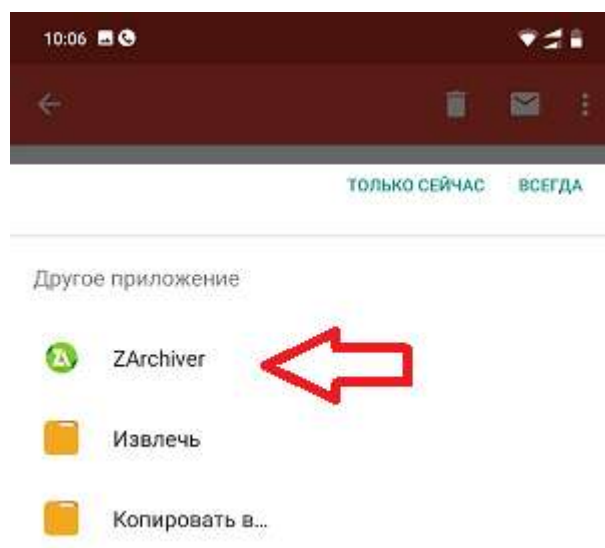 10:06
ТОЛЬКО СЕЙЧАС ВСЕГДА
Другое приложение
ZArchiver
Извлечь
Копировать в...